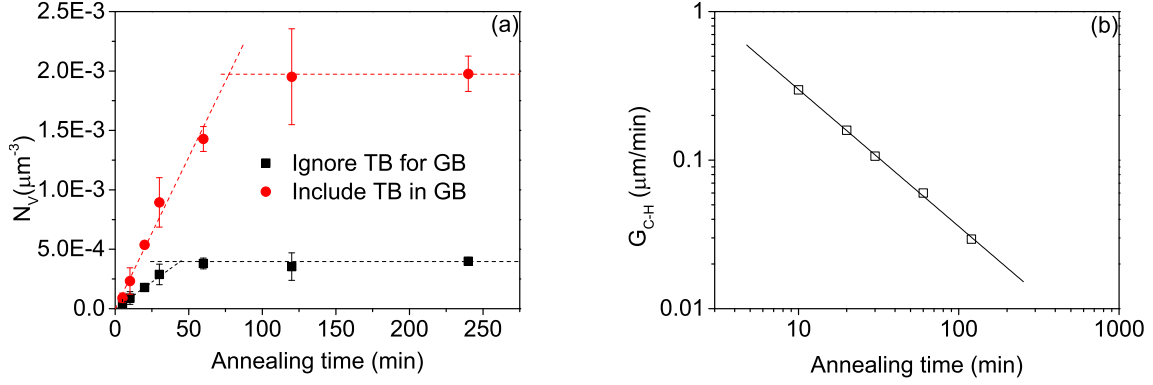 (a)
2.5E-3
2.0E-3
1.5E-3
1.0E-3
5.0E-4
0.0
N_V(μm⁻³)
Ignore TB for GB
Include TB in GB
0 50 100 150 200 250
Annealing time (min)
(b)
1
0.1
0.01
G_C-H (μm/min)
10 100 1000
Annealing time (min)